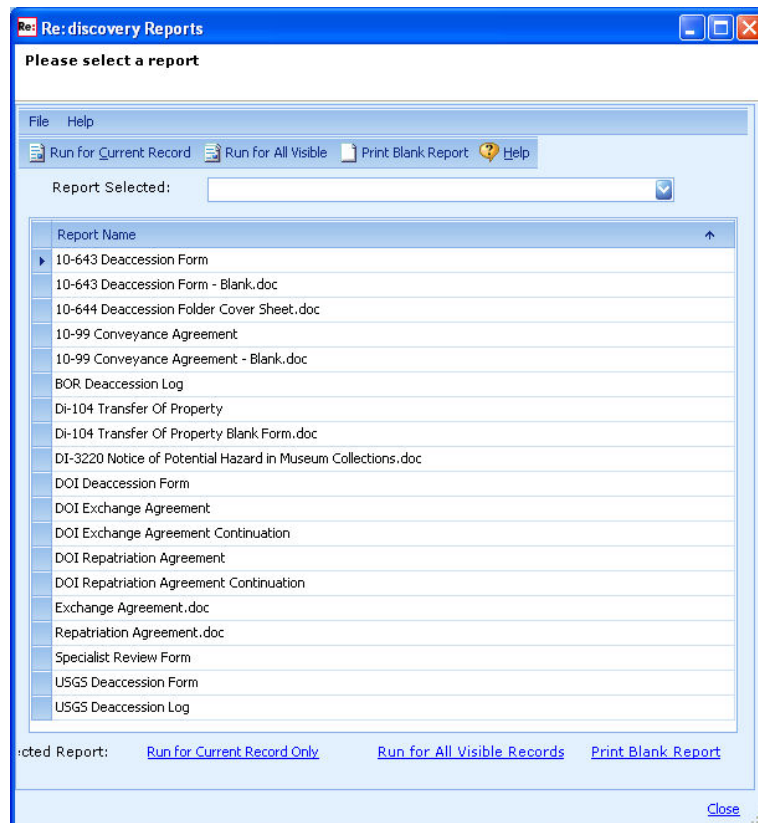 Re: Re:discovery Reports
Please select a report
File Help
Run for Current Record Run for All Visible Print Blank Report Help
Report Selected:
Report Name
10-643 Deaccession Form
10-643 Deaccession Form - Blank.doc
10-644 Deaccession Folder Cover Sheet.doc
10-99 Conveyance Agreement
10-99 Conveyance Agreement - Blank.doc
BOR Deaccession Log
Di-104 Transfer Of Property
Di-104 Transfer Of Property Blank Form.doc
DI-3220 Notice of Potential Hazard in Museum Collections.doc
DOI Deaccession Form
DOI Exchange Agreement
DOI Exchange Agreement Continuation
DOI Repatriation Agreement
DOI Repatriation Agreement Continuation
Exchange Agreement.doc
Repatriation Agreement.doc
Specialist Review Form
USGS Deaccession Form
USGS Deaccession Log
cted Report: Run for Current Record Only Run for All Visible Records Print Blank Report
Close